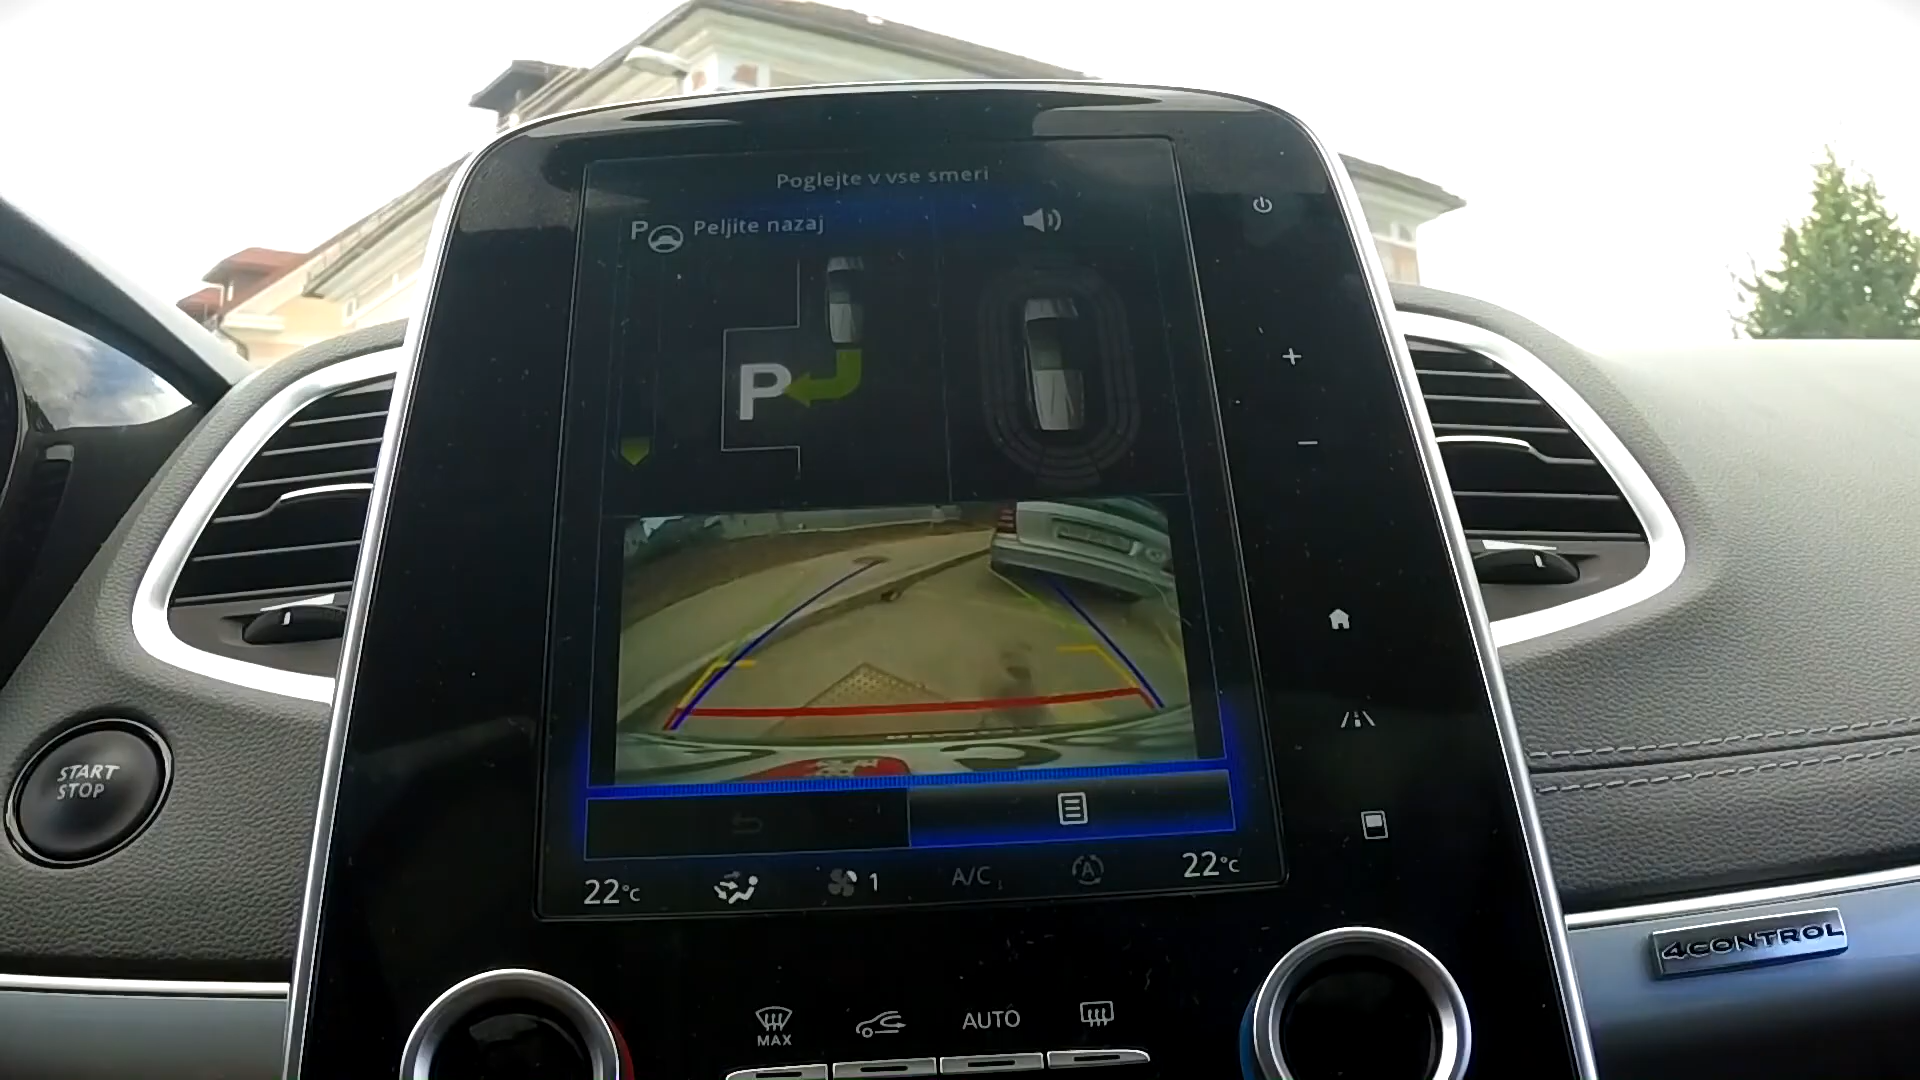 Poglejte v vse smeri
P Peljite nazaj
P
START
STOP
22°C
1
A/C
A
22°C
4CONTROL
MAX
AUTO